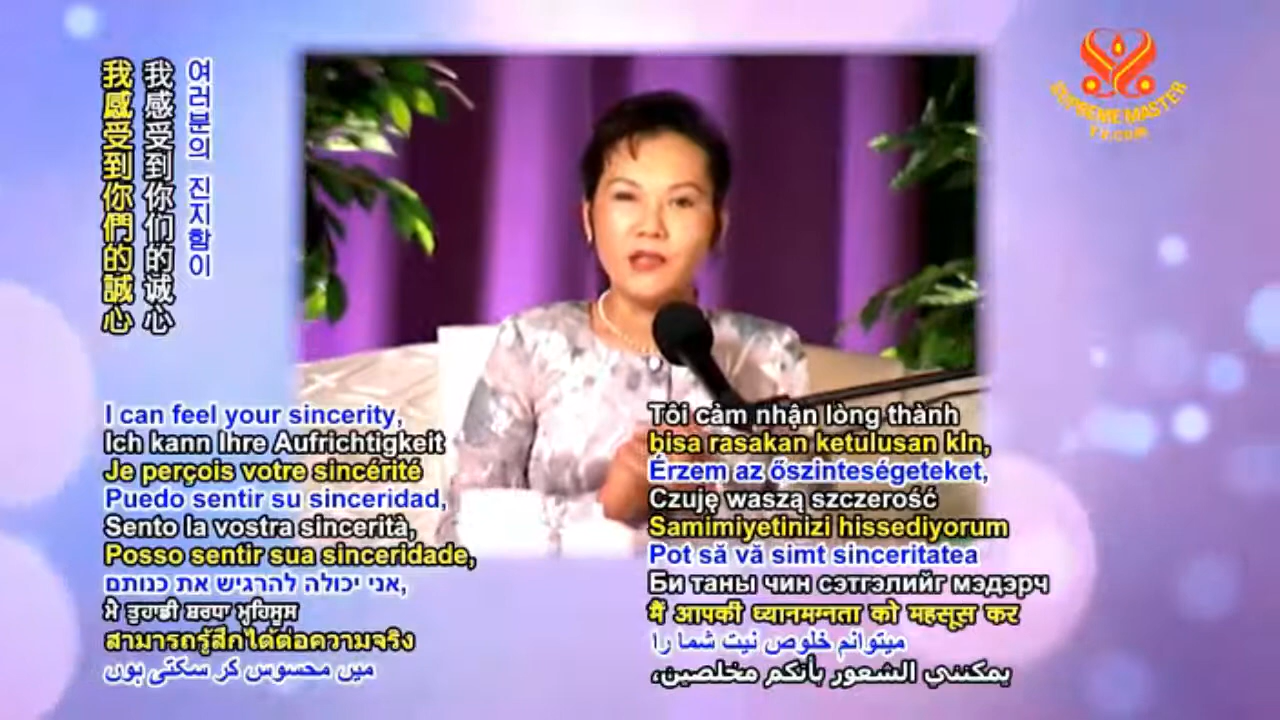 여러분의 진지함이
我感受到你们的诚心
我感受到你們的誠心
SUPREME MASTER
TV.com
I can feel your sincerity,
Ich kann Ihre Aufrichtigkeit
Je perçois votre sincérité
Puedo sentir su sinceridad,
Sento la vostra sincerità,
Posso sentir sua sinceridade,
אני יכולה להרגיש את כנותם,
ਮੈ ਤੁਹਾਡੀ ਸ਼ਰਧਾ ਮੁਹਿਸੂਸ
สามารถรู้สึกได้ต่อความจริง
میں محسوس کر سکتی ہوں
Tôi cảm nhận lòng thành
bisa rasakan ketulusan kln,
Érzem az őszinteségeteket,
Czuję waszą szczerość
Samimiyetinizi hissediyorum
Pot să vă simt sinceritatea
Би таны чин сэтгэлийг мэдэрч
मैं आपकी ध्यानमग्नता को महसूस कर
میتوانم خلوص نیت شما را
يمكنني الشعور بأنكم مخلصين،